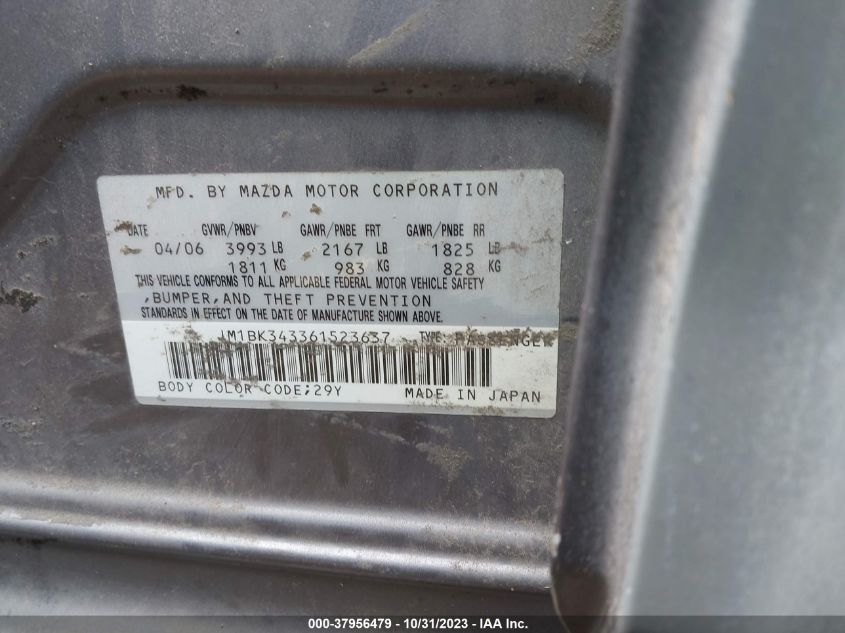 MFD. BY MAZDA MOTOR CORPORATION
DATE GVWR/PNBV GAWR/PNBE FRT GAWR/PNBE RR
04/06 3993 LB 2167 LB 1825 LB
1811 KG 983 KG 828 KG
THIS VEHICLE CONFORMS TO ALL APPLICABLE FEDERAL MOTOR VEHICLE SAFETY
,BUMPER,AND THEFT PREVENTION
STANDARDS IN EFFECT ON THE DATE OF MANUFACTURE SHOWN ABOVE.
JM1BK343361523637 TYPE: PASSENGER
BODY COLOR CODE;29Y MADE IN JAPAN
000-37956479 - 10/31/2023 - IAA Inc.